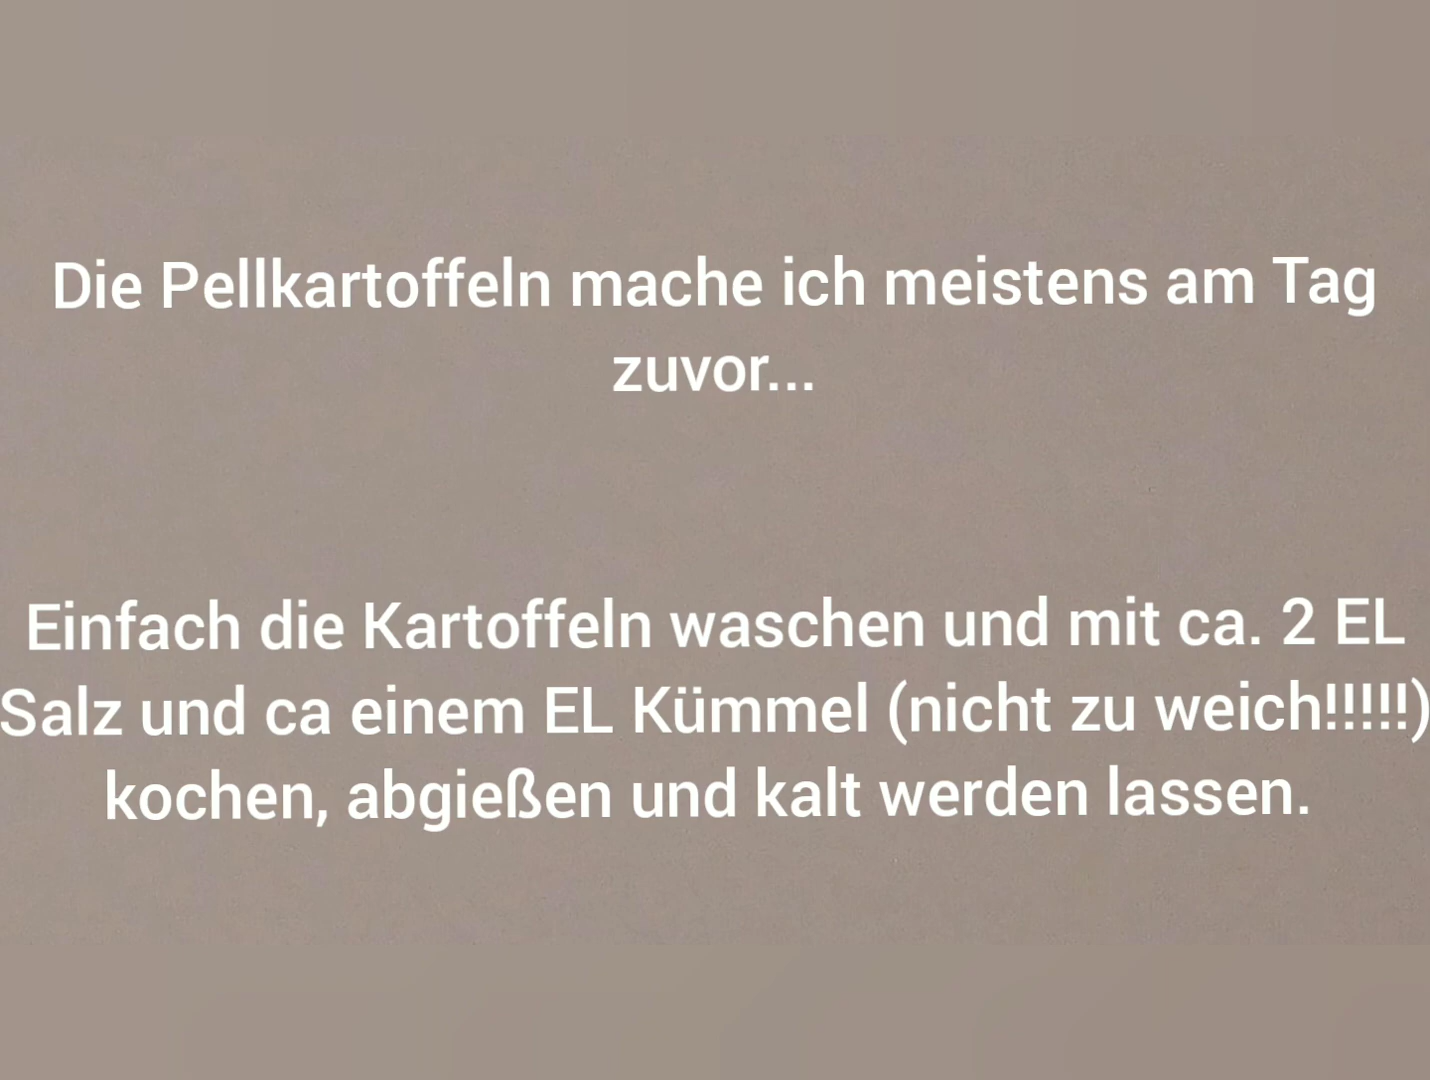 Die Pellkartoffeln mache ich meistens am Tag
zuvor...
Einfach die Kartoffeln waschen und mit ca. 2 EL
Salz und ca einem EL Kümmel (nicht zu weich!!!!!)
kochen, abgießen und kalt werden lassen.